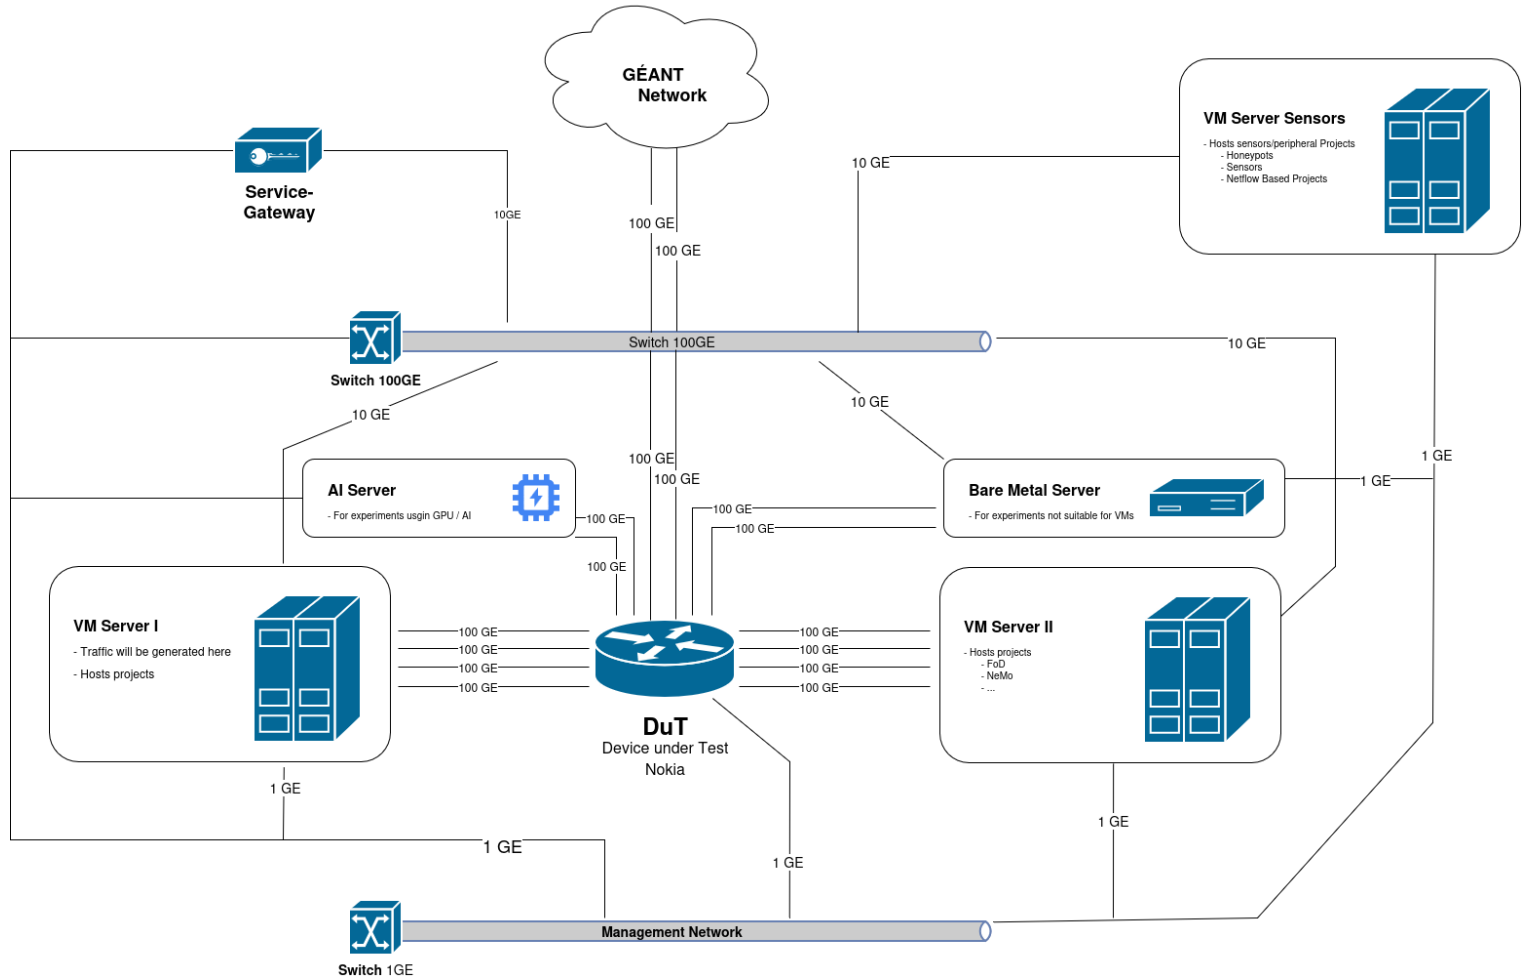 GÉANT
Network
VM Server Sensors
- Hosts sensors/peripheral Projects
- Honeypots
- Sensors
- Netflow Based Projects
10 GE
Service-
Gateway
10GE
100 GE
100 GE
Switch 100GE
10 GE
Switch 100GE
10 GE
10 GE
100 GE
100 GE
1 GE
1 GE
AI Server
- For experiments usgin GPU / AI
100 GE
100 GE
Bare Metal Server
- For experiments not suitable for VMs
100 GE
100 GE
VM Server I
- Traffic will be generated here
- Hosts projects
100 GE
100 GE
100 GE
100 GE
100 GE
100 GE
100 GE
100 GE
VM Server II
- Hosts projects
- FoD
- NeMo
- ...
DuT
Device under Test
Nokia
1 GE
1 GE
1 GE
1 GE
Management Network
Switch 1GE